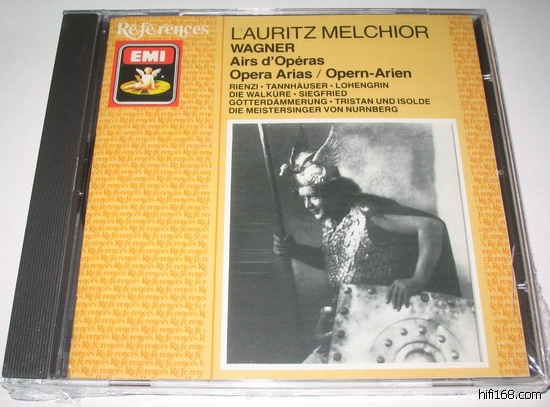 Références
EMI
LAURITZ MELCHIOR
WAGNER
Airs d'Opéras
Opera Arias / Opern-Arien
RIENZI · TANNHÄUSER · LOHENGRIN
DIE WALKÜRE · SIEGFRIED
GÖTTERDÄMMERUNG · TRISTAN UND ISOLDE
DIE MEISTERSINGER VON NURNBERG
hifi168.com